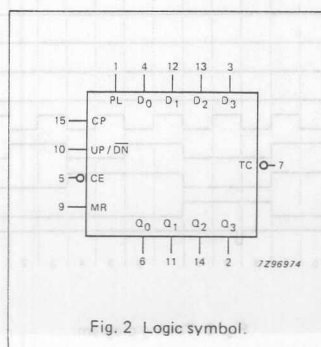 1 4 12 13 3
PL D0 D1 D2 D3
15 CP
10 UP/D̅N̅
TC 7
5 CE
9 MR
Q0 Q1 Q2 Q3
6 11 14 2
7Z96974
Fig. 2 Logic symbol.